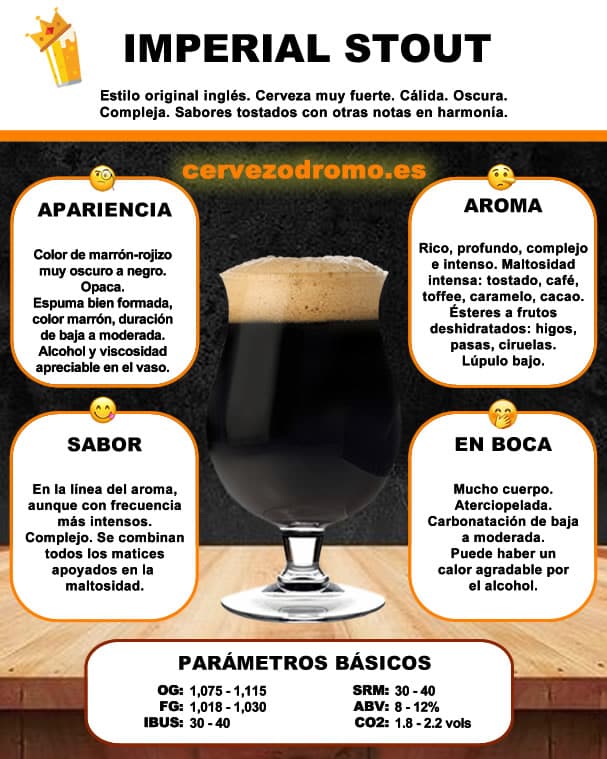 IMPERIAL STOUT
Estilo original inglés. Cerveza muy fuerte. Cálida. Oscura.
Compleja. Sabores tostados con otras notas en harmonía.
cervezodromo.es
APARIENCIA
Color de marrón-rojizo
muy oscuro a negro.
Opaca.
Espuma bien formada,
color marrón, duración
de baja a moderada.
Alcohol y viscosidad
apreciable en el vaso.
AROMA
Rico, profundo, complejo
e intenso. Maltosidad
intensa: tostado, café,
toffee, caramelo, cacao.
Ésteres a frutos
deshidratados: higos,
pasas, ciruelas.
Lúpulo bajo.
SABOR
En la línea del aroma,
aunque con frecuencia
más intensos.
Complejo. Se combinan
todos los matices
apoyados en la
maltosidad.
EN BOCA
Mucho cuerpo.
Aterciopelada.
Carbonatación de baja
a moderada.
Puede haber un
calor agradable por
el alcohol.
PARÁMETROS BÁSICOS
OG: 1,075 - 1,115
FG: 1,018 - 1,030
IBUS: 30 - 40
SRM: 30 - 40
ABV: 8 - 12%
CO2: 1.8 - 2.2 vols